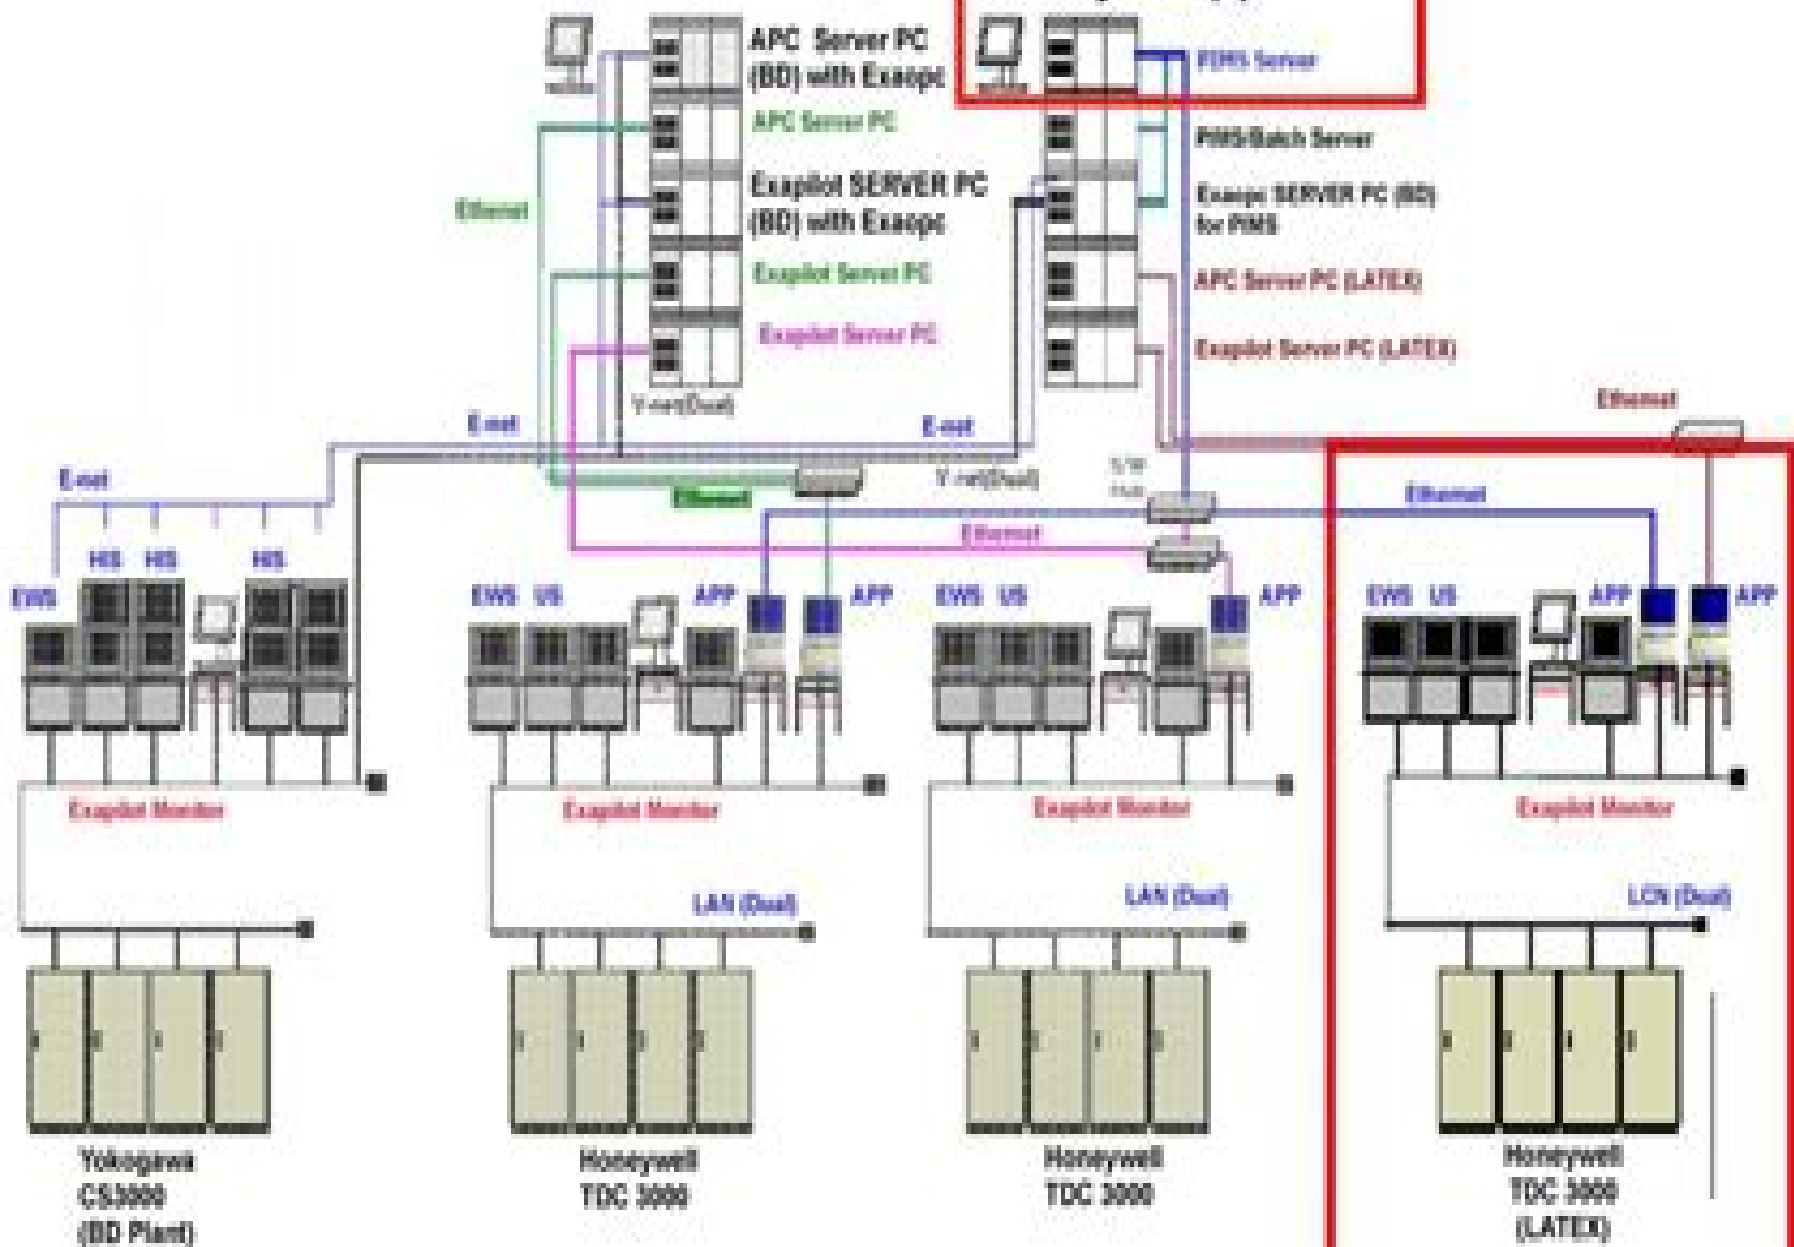 APC Server PC
(BD) with Exaopc
PIMS Server
APC Server PC
PIMS/Batch Server
Exapilot SERVER PC
(BD) with Exaopc
Exaopc SERVER PC (BD)
for PIMS
Ethernet
Exapilot Server PC
APC Server PC (LATEX)
Exapilot Server PC
Exapilot Server PC (LATEX)
V-net(Dual)
Ethernet
E-net
E-net
E-net
V-net(Dual)
Ethernet
Ethernet
Ethernet
HIS HIS HIS
EWS
EWS US APP APP
EWS US APP
EWS US APP APP
Exapilot Monitor
Exapilot Monitor
Exapilot Monitor
Exapilot Monitor
LAN (Dual)
LAN (Dual)
LCN (Dual)
Yokogawa
CS3000
(BD Plant)
Honeywell
TDC 3000
Honeywell
TDC 3000
Honeywell
TDC 3000
(LATEX)